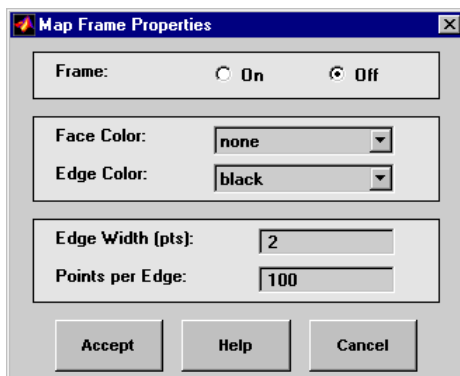 Map Frame Properties
Frame: On Off
Face Color: none
Edge Color: black
Edge Width (pts): 2
Points per Edge: 100
Accept Help Cancel